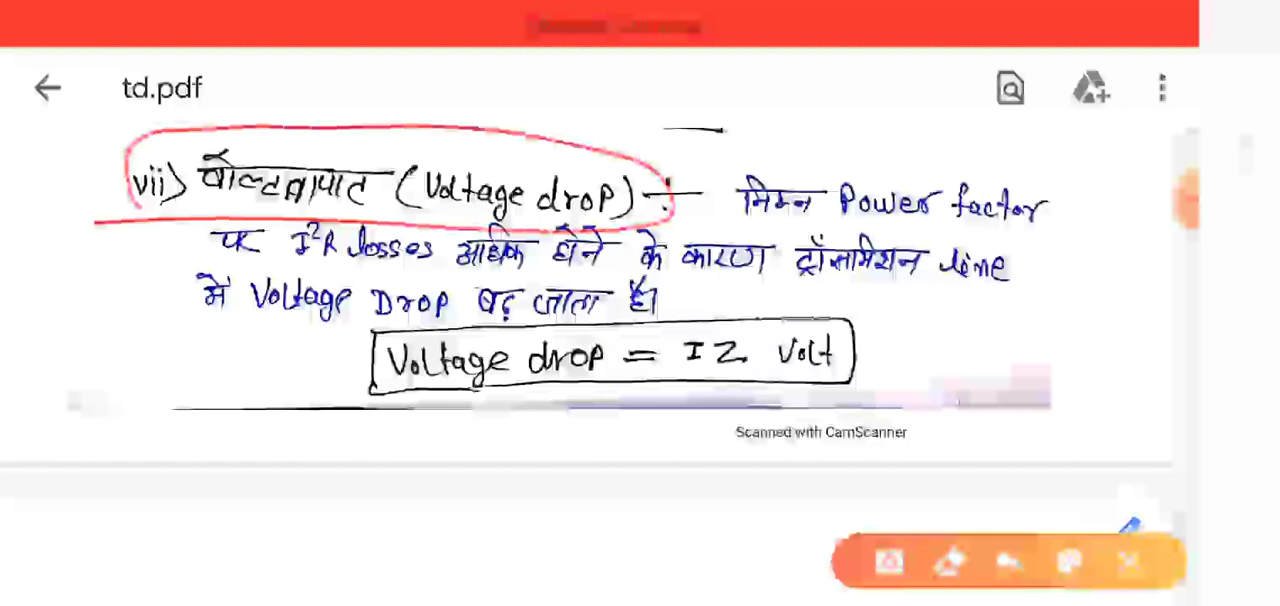 td.pdf
vii) वोल्टतापात (Voltage drop) ÷ निम्न Power factor
पर I²R losses अधिक होने के कारण ट्रॉंसमिशन line
में Voltage Drop बढ़ जाता है।
Voltage drop = IZ Volt
Scanned with CamScanner